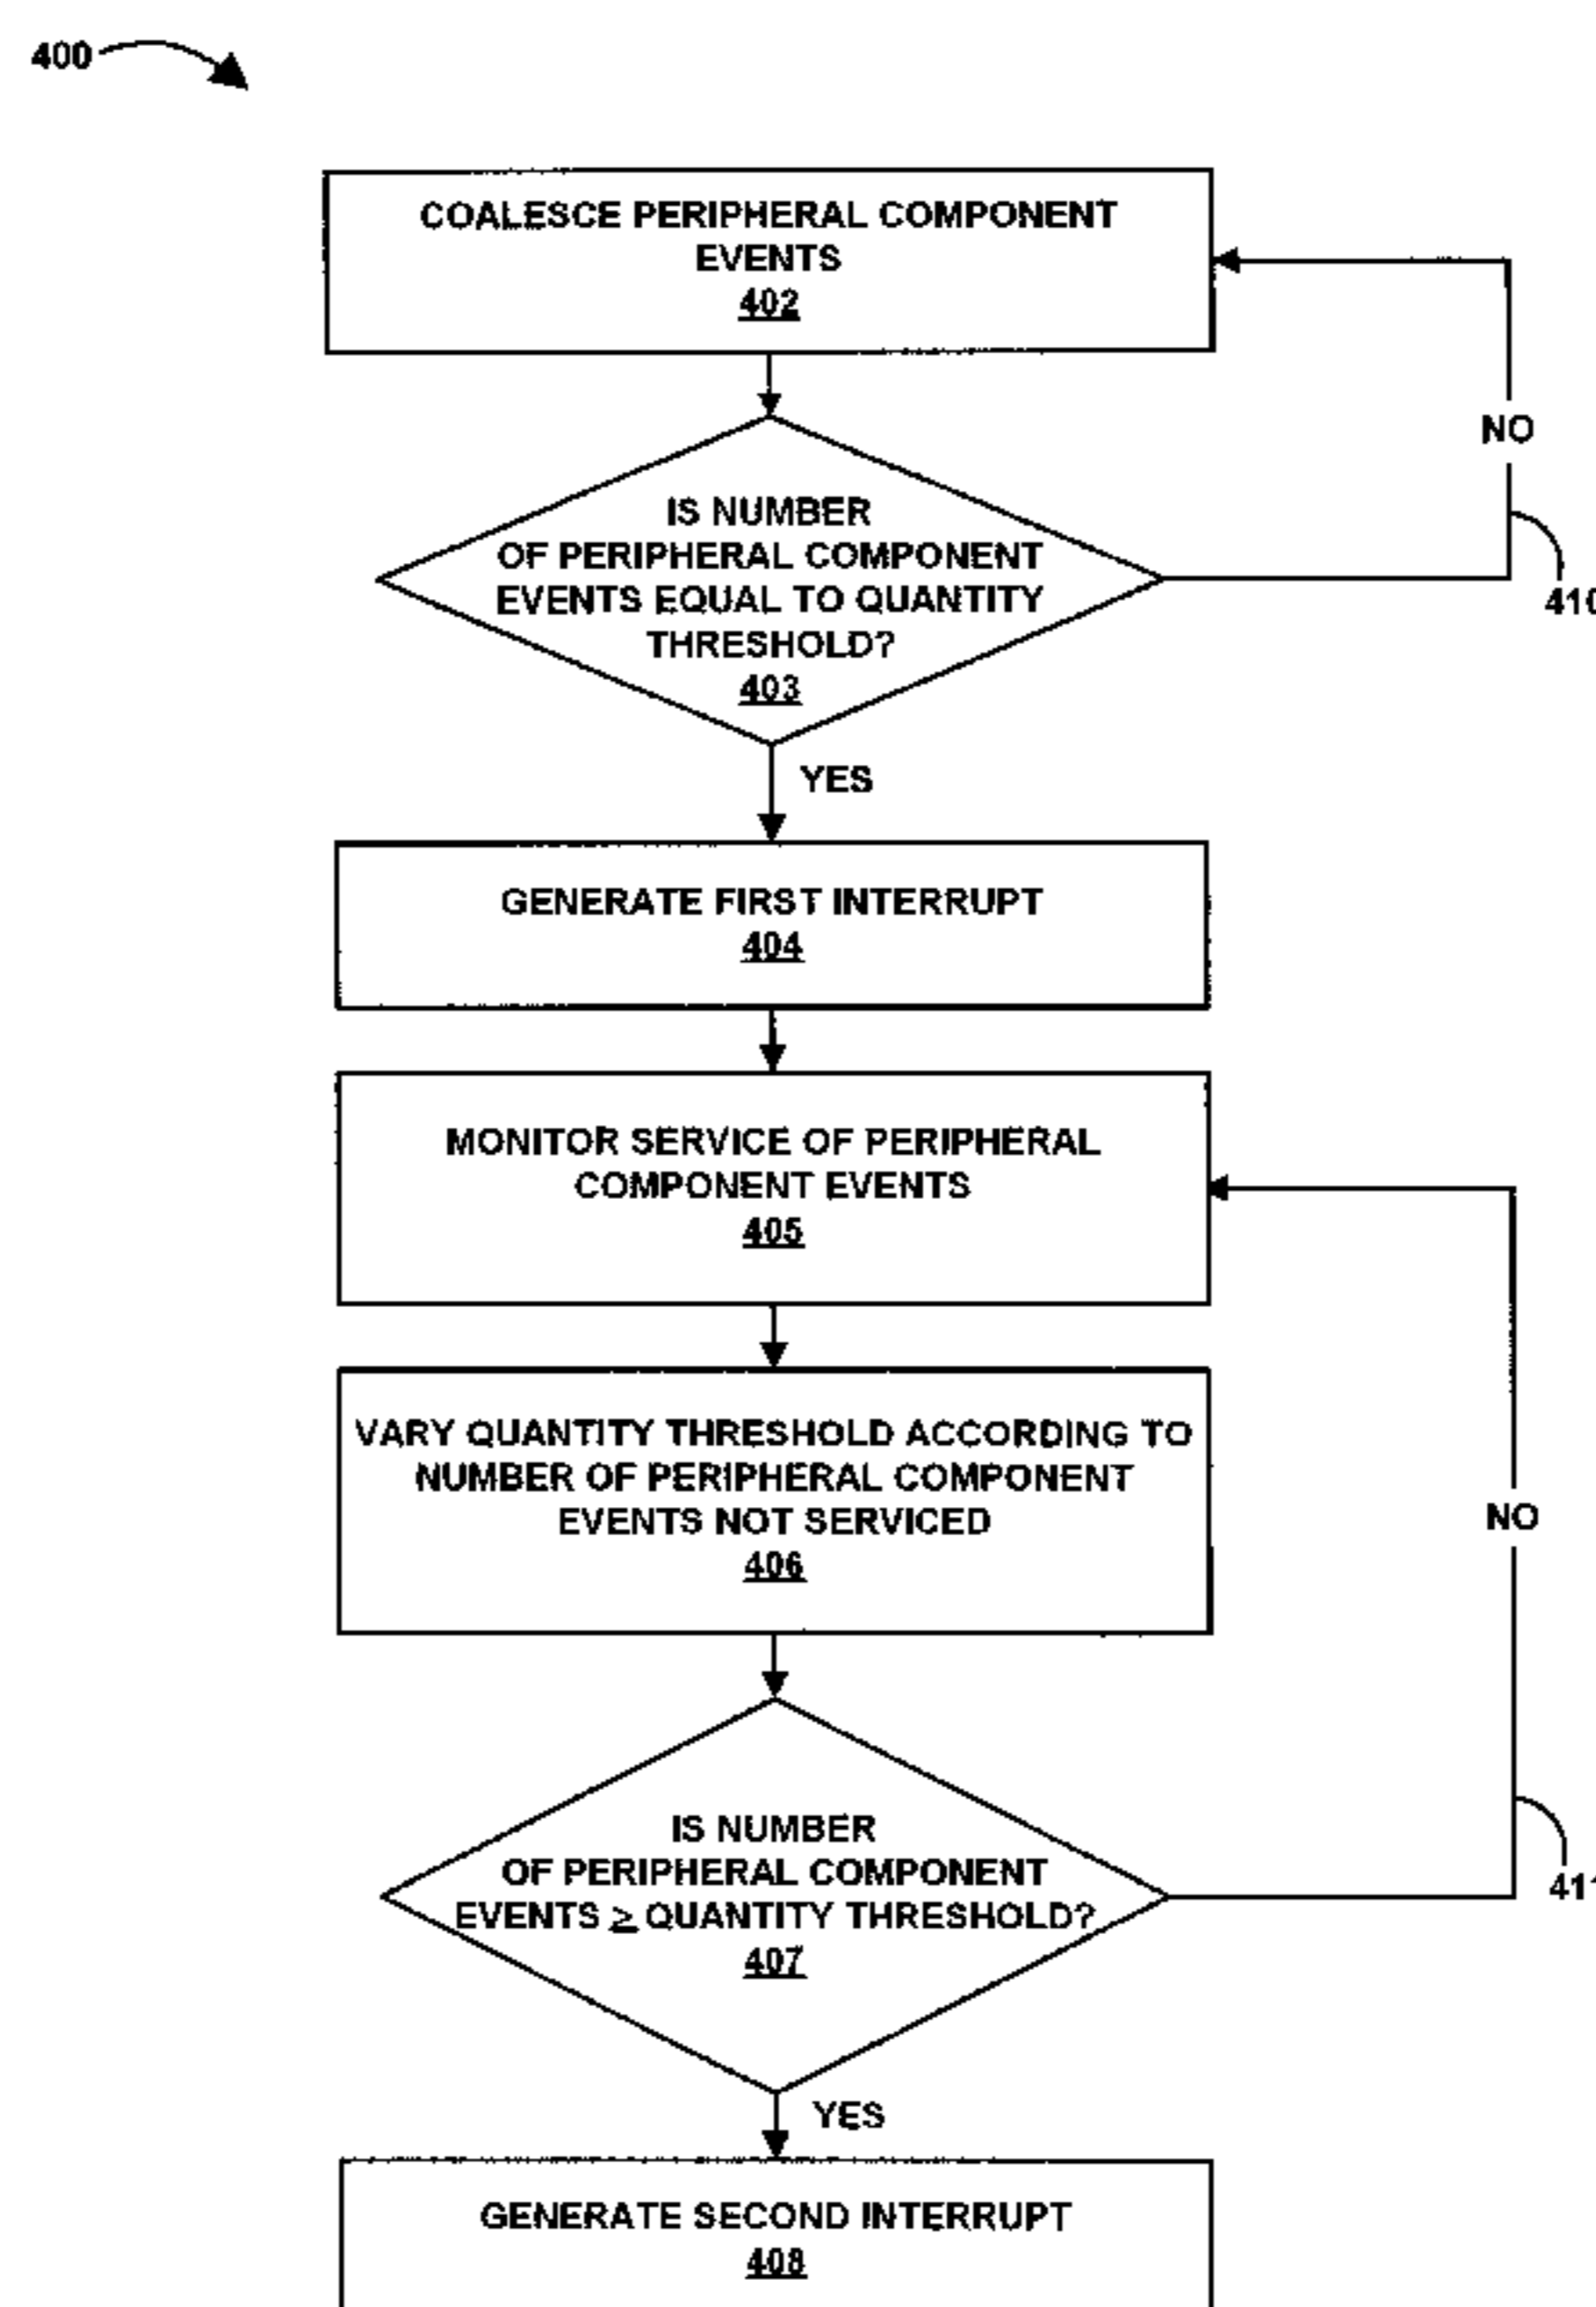 400
COALESCE PERIPHERAL COMPONENT
EVENTS
402
NO
IS NUMBER
OF PERIPHERAL COMPONENT
EVENTS EQUAL TO QUANTITY
THRESHOLD?
403
410
YES
GENERATE FIRST INTERRUPT
404
MONITOR SERVICE OF PERIPHERAL
COMPONENT EVENTS
405
VARY QUANTITY THRESHOLD ACCORDING TO
NUMBER OF PERIPHERAL COMPONENT
EVENTS NOT SERVICED
406
NO
IS NUMBER
OF PERIPHERAL COMPONENT
EVENTS ≥ QUANTITY THRESHOLD?
407
411
YES
GENERATE SECOND INTERRUPT
408